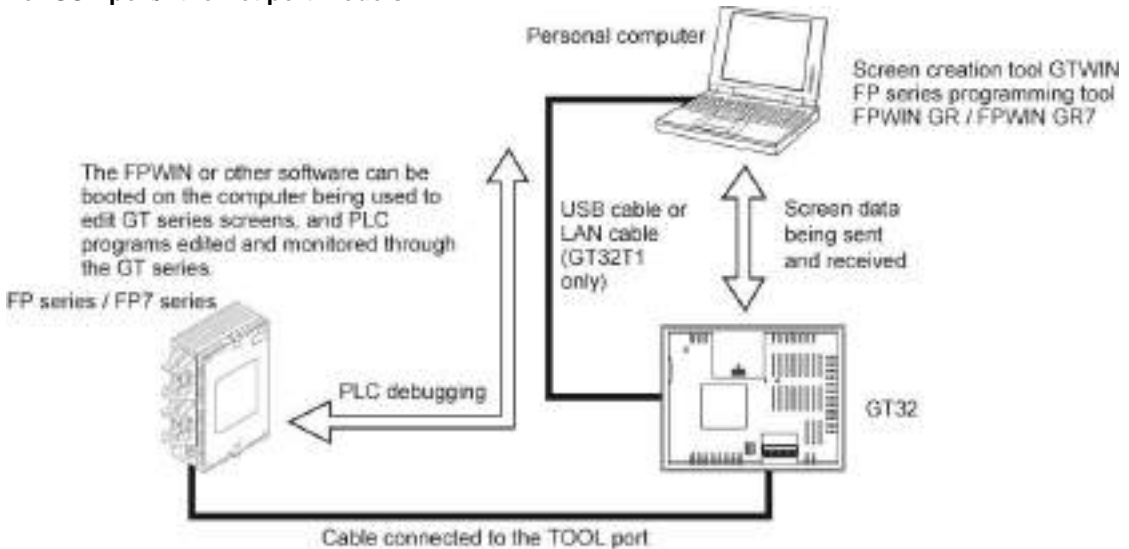 Personal computer
Screen creation tool GTWIN
FP series programming tool
FPWIN GR / FPWIN GR7
The FPWIN or other software can be
booted on the computer being used to
edit GT series screens, and PLC
programs edited and monitored through
the GT series.
USB cable or
LAN cable
(GT32T1
only)
Screen data
being sent
and received
FP series / FP7 series
PLC debugging
GT32
Cable connected to the TOOL port